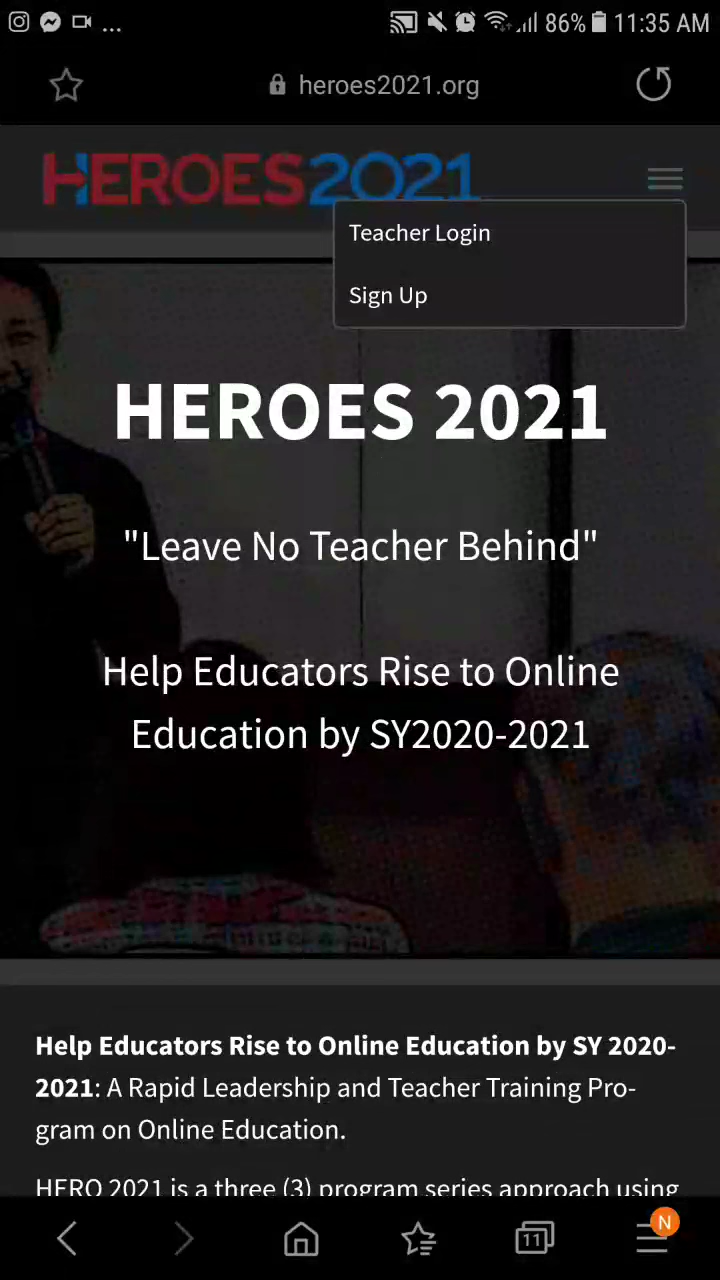 ... 86% 11:35 AM
heroes2021.org
HEROES2021
Teacher Login
Sign Up
HEROES 2021
"Leave No Teacher Behind"
Help Educators Rise to Online
Education by SY2020-2021
Help Educators Rise to Online Education by SY 2020-
2021: A Rapid Leadership and Teacher Training Pro-
gram on Online Education.
HERO 2021 is a three (3) program series approach using
11
N